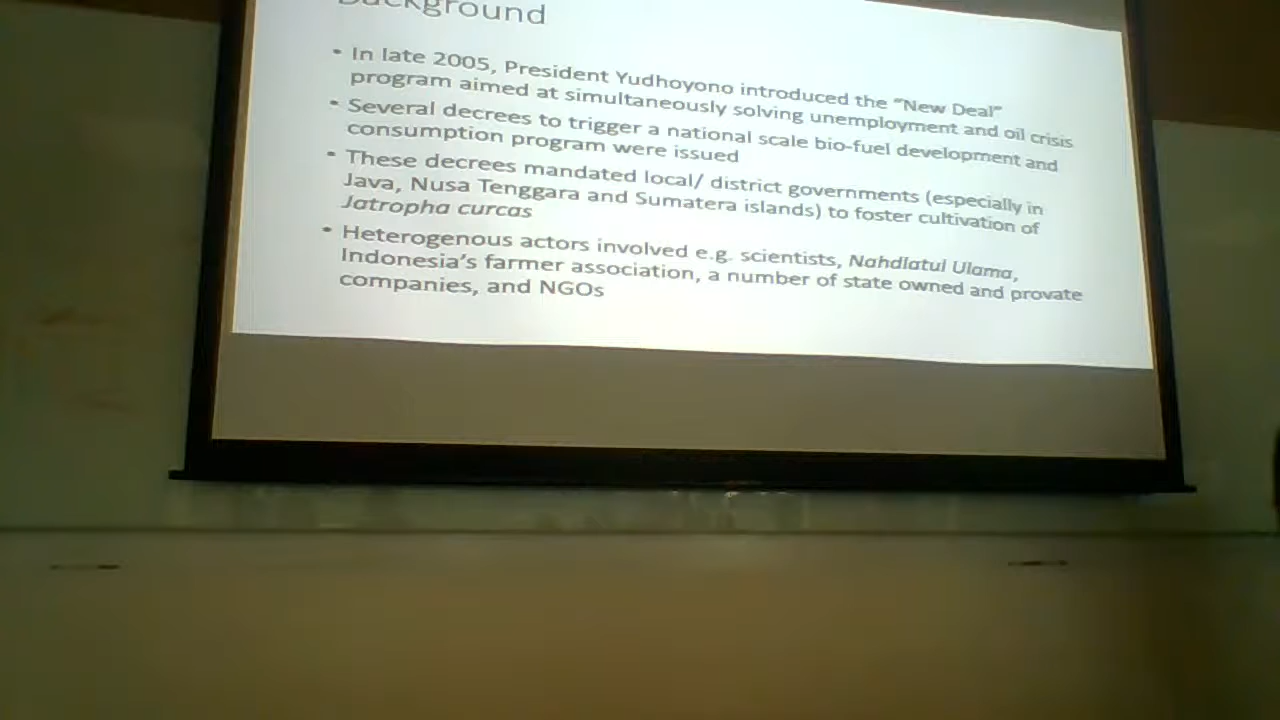 Background
• In late 2005, President Yudhoyono introduced the "New Deal"
program aimed at simultaneously solving unemployment and oil crisis
• Several decrees to trigger a national scale bio-fuel development and
consumption program were issued
• These decrees mandated local/ district governments (especially in
Java, Nusa Tenggara and Sumatera islands) to foster cultivation of
Jatropha curcas
• Heterogenous actors involved e.g. scientists, Nahdlatul Ulama,
Indonesia's farmer association, a number of state owned and provate
companies, and NGOs